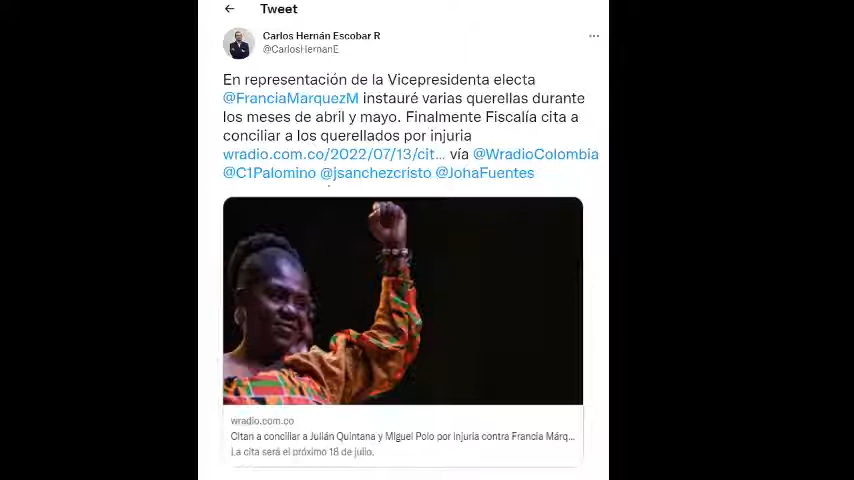 Tweet
Carlos Hernán Escobar R
@CarlosHernanE
En representación de la Vicepresidenta electa
@FranciaMarquezM instauré varias querellas durante
los meses de abril y mayo. Finalmente Fiscalía cita a
conciliar a los querellados por injuria
wradio.com.co/2022/07/13/cit... vía @WradioColombia
@C1Palomino @jsanchezcristo @JohaFuentes
wradio.com.co
Citan a conciliar a Julián Quintana y Miguel Polo por injuria contra Francia Márq...
La cita será el próximo 18 de julio.